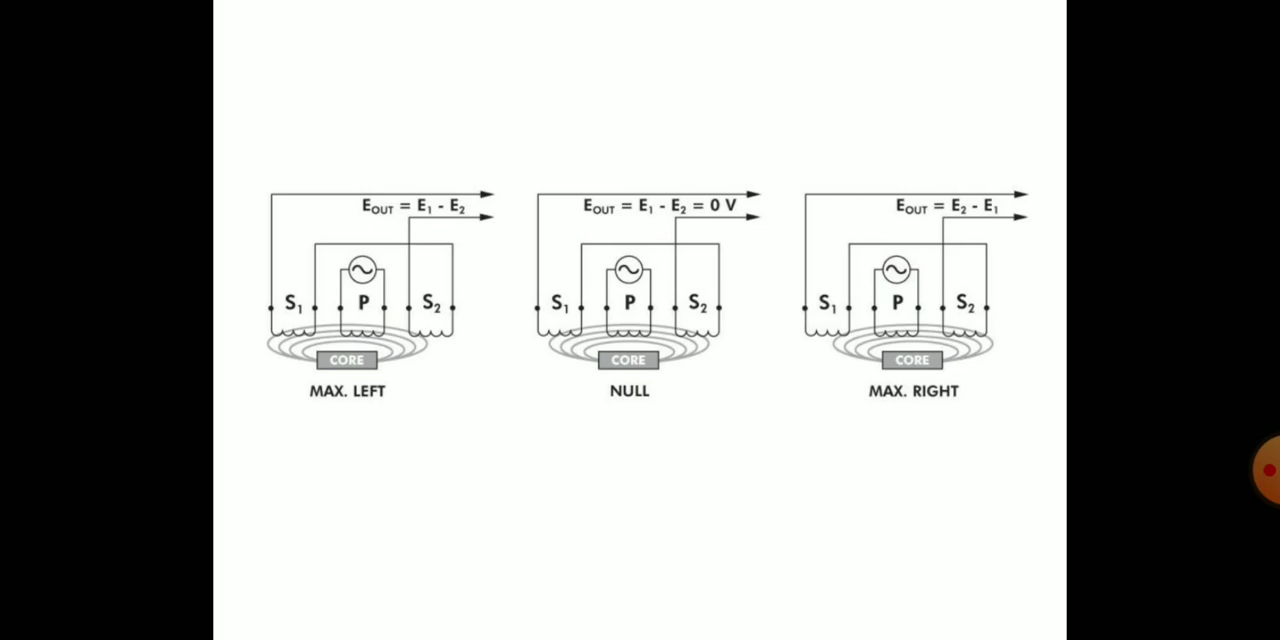 E₀ᵤₜ = E₁ - E₂
S₁ P S₂
CORE
MAX. LEFT
EOUT = E₁ - E₂ = 0 V
S₁ P S₂
CORE
NULL
EOUT = E₂ - E₁
S₁ P S₂
CORE
MAX. RIGHT